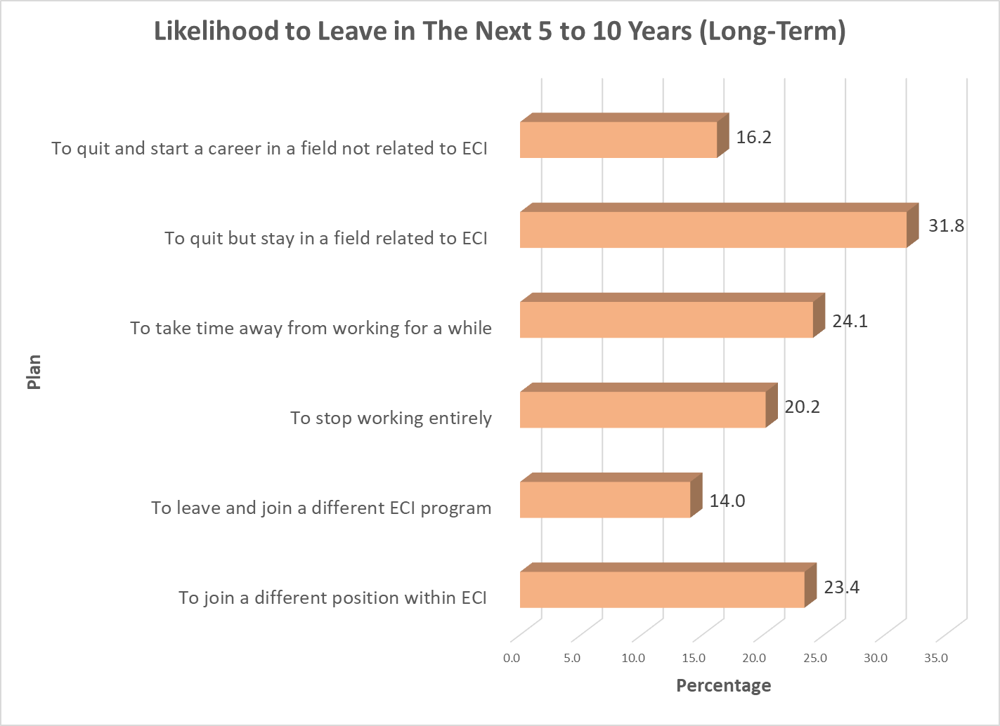 Likelihood to Leave in The Next 5 to 10 Years (Long-Term)
To quit and start a career in a field not related to ECI
16.2
To quit but stay in a field related to ECI
31.8
To take time away from working for a while
24.1
Plan
To stop working entirely
20.2
To leave and join a different ECI program
14.0
To join a different position within ECI
23.4
0.0 5.0 10.0 15.0 20.0 25.0 30.0 35.0
Percentage